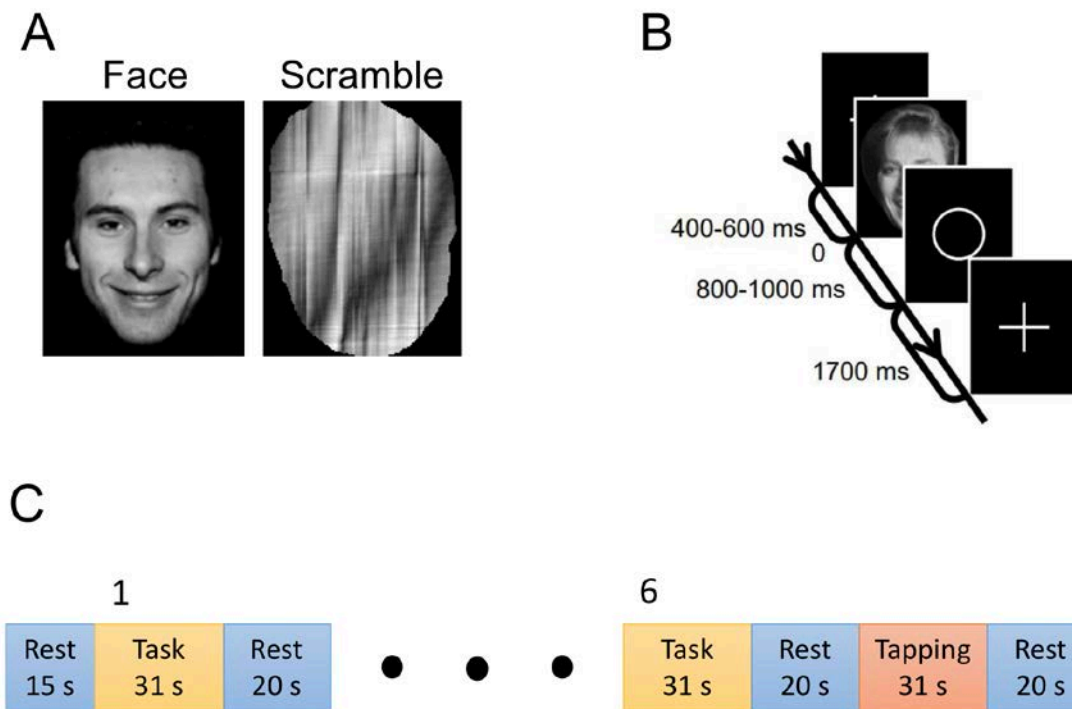 A
B
Face Scramble
400-600 ms
0
800-1000 ms
1700 ms
C
1
6
Rest
15 s
Task
31 s
Rest
20 s
Task
31 s
Rest
20 s
Tapping
31 s
Rest
20 s